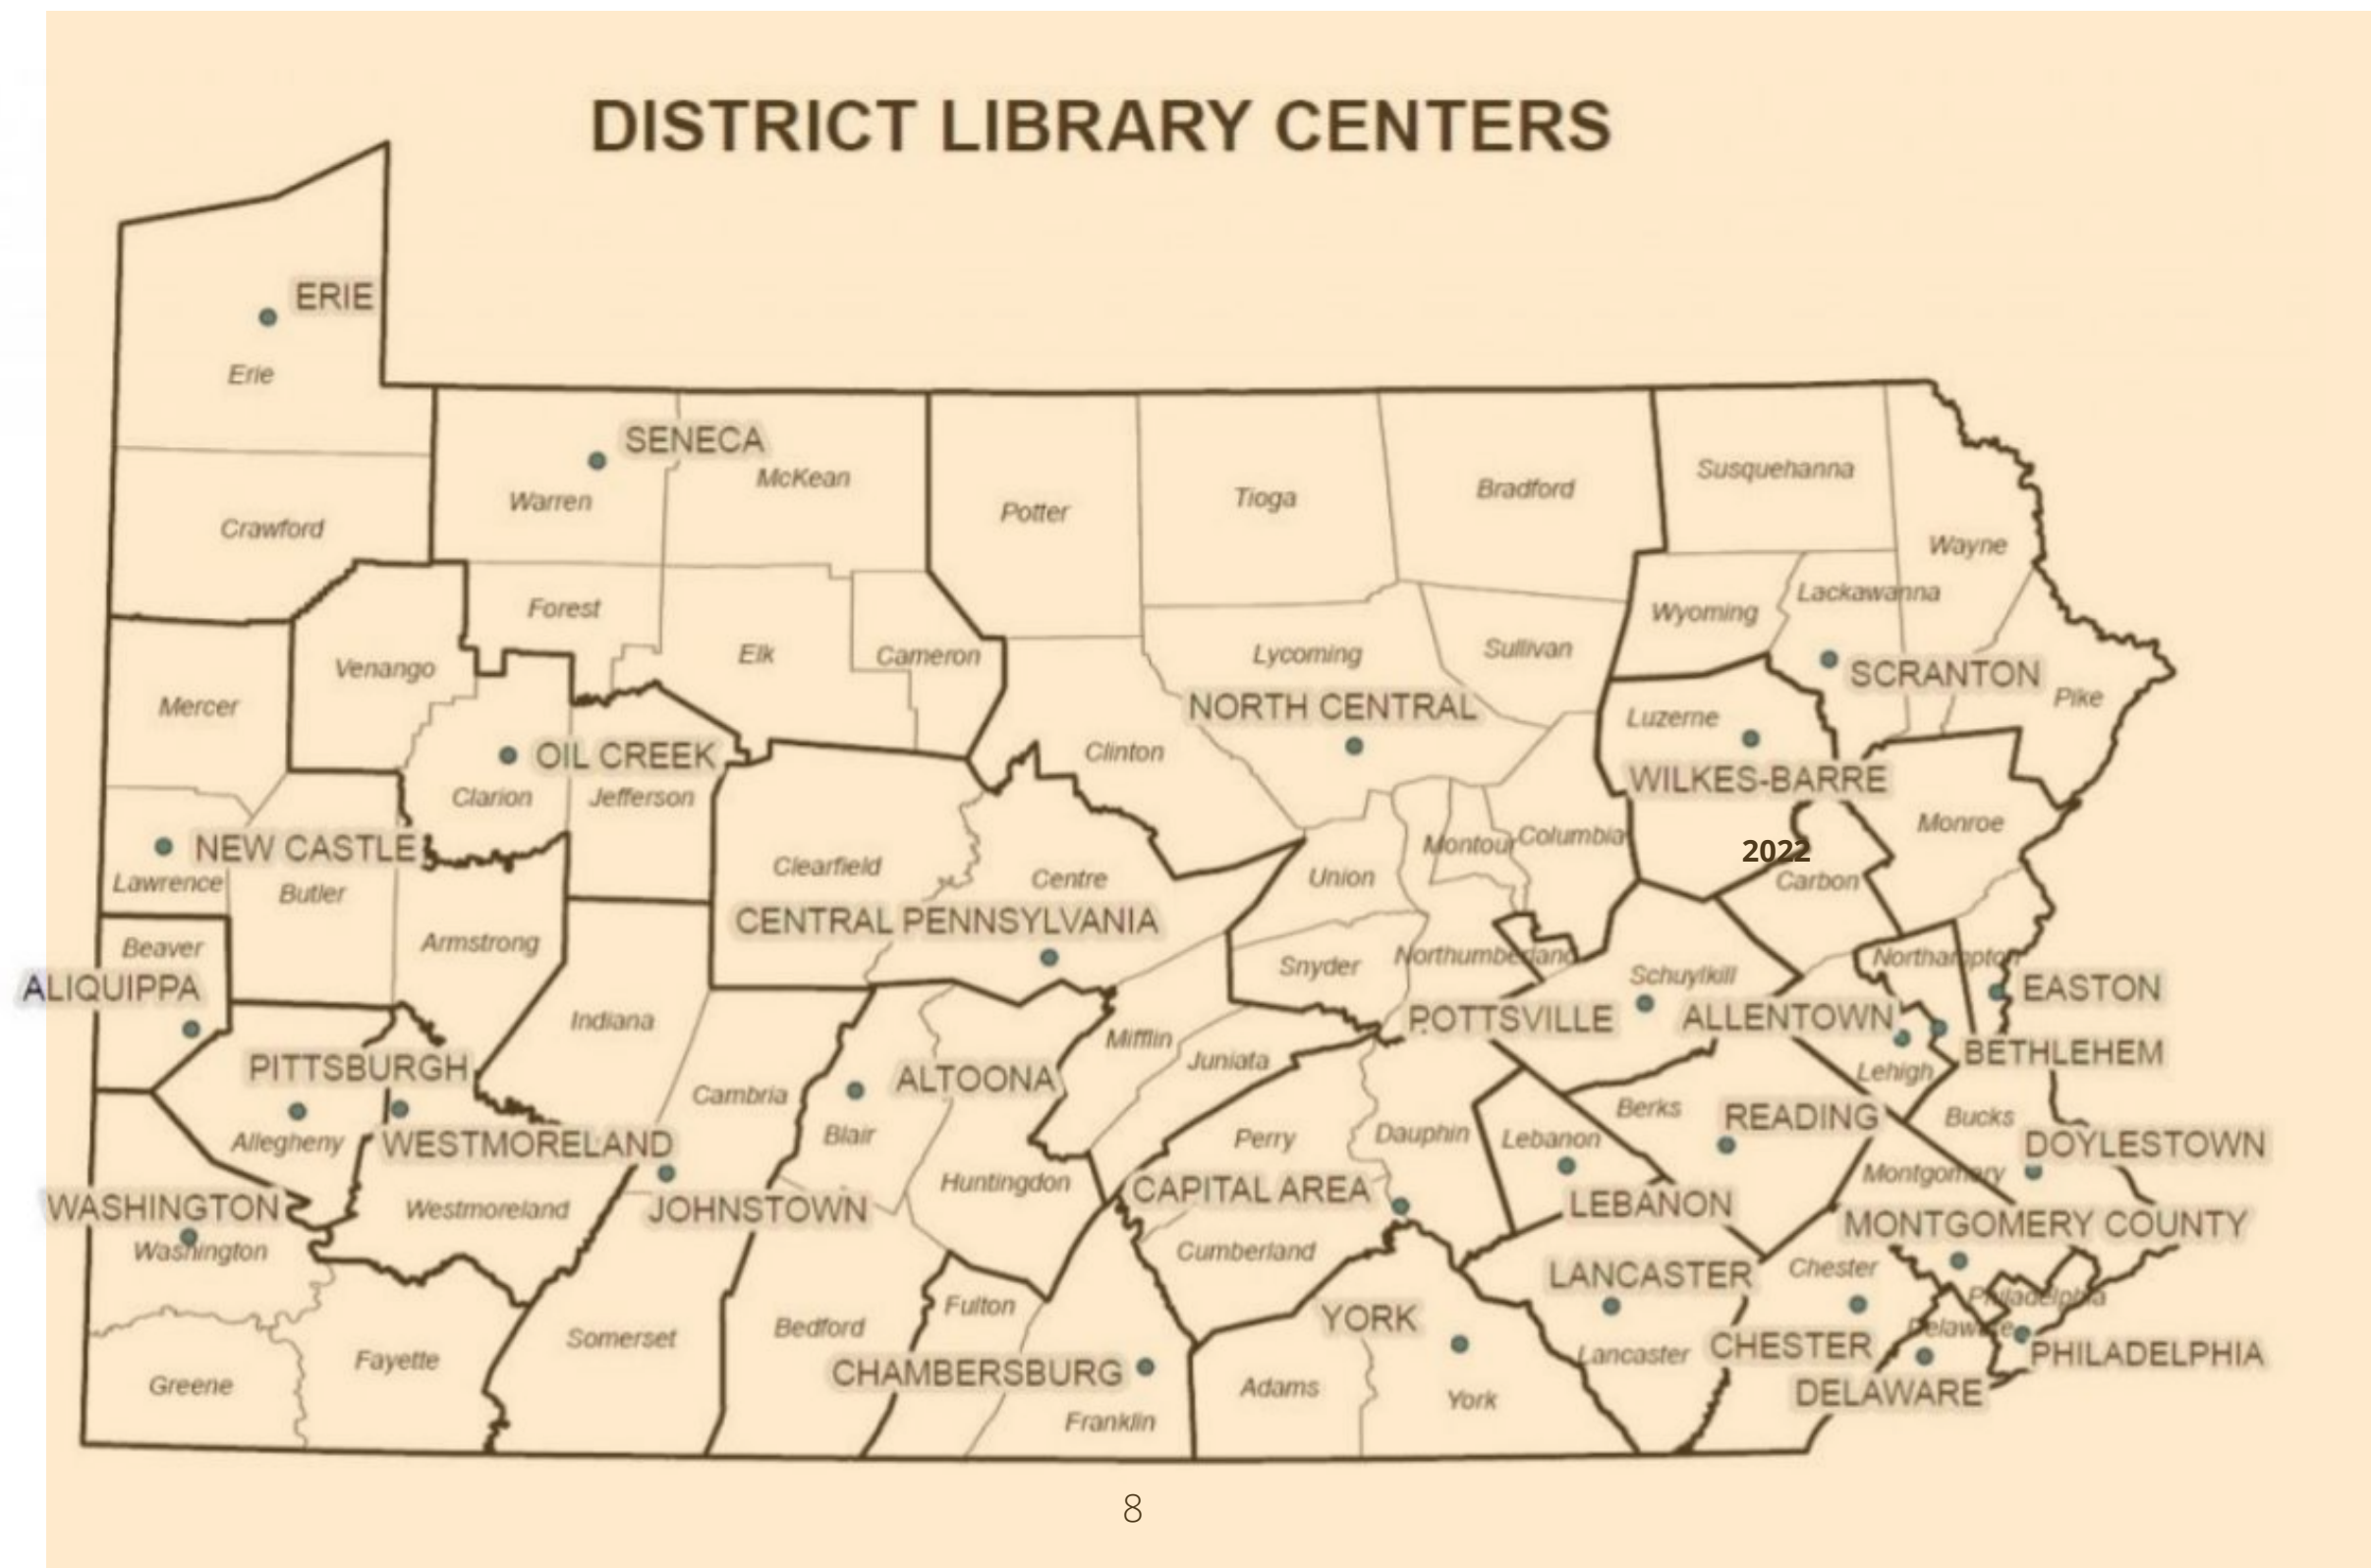 DISTRICT LIBRARY CENTERS
ERIE
Erie
SENECA
Susquehanna
McKean
Bradford
Tioga
Warren
Potter
Crawford
Wayne
Lackawanna
Forest
Wyoming
Sullivan
Lycoming
Elk
Cameron
Venango
SCRANTON
Pike
Mercer
NORTH CENTRAL
Luzerne
Clinton
OIL CREEK
WILKES-BARRE
Clarion
Jefferson
Monroe
Columbia
Montour
NEW CASTLE
2022
Clearfield
Centre
Union
Carbon
Lawrence
Butler
CENTRAL PENNSYLVANIA
Armstrong
Beaver
Northumberland
Northampton
Snyder
Schuylkill
ALIQUIPPA
EASTON
POTTSVILLE
ALLENTOWN
Indiana
Mifflin
BETHLEHEM
Juniata
PITTSBURGH
Lehigh
ALTOONA
Cambria
Berks
READING
Bucks
Blair
Dauphin
Lebanon
Perry
Allegheny
WESTMORELAND
DOYLESTOWN
Montgomery
Huntingdon
CAPITAL AREA
LEBANON
WASHINGTON
Westmoreland
JOHNSTOWN
MONTGOMERY COUNTY
Washington
Cumberland
Chester
LANCASTER
Philadelphia
Fulton
YORK
Bedford
Delaware
Somerset
CHESTER
Lancaster
PHILADELPHIA
Fayette
CHAMBERSBURG
Greene
Adams
DELAWARE
York
Franklin
8